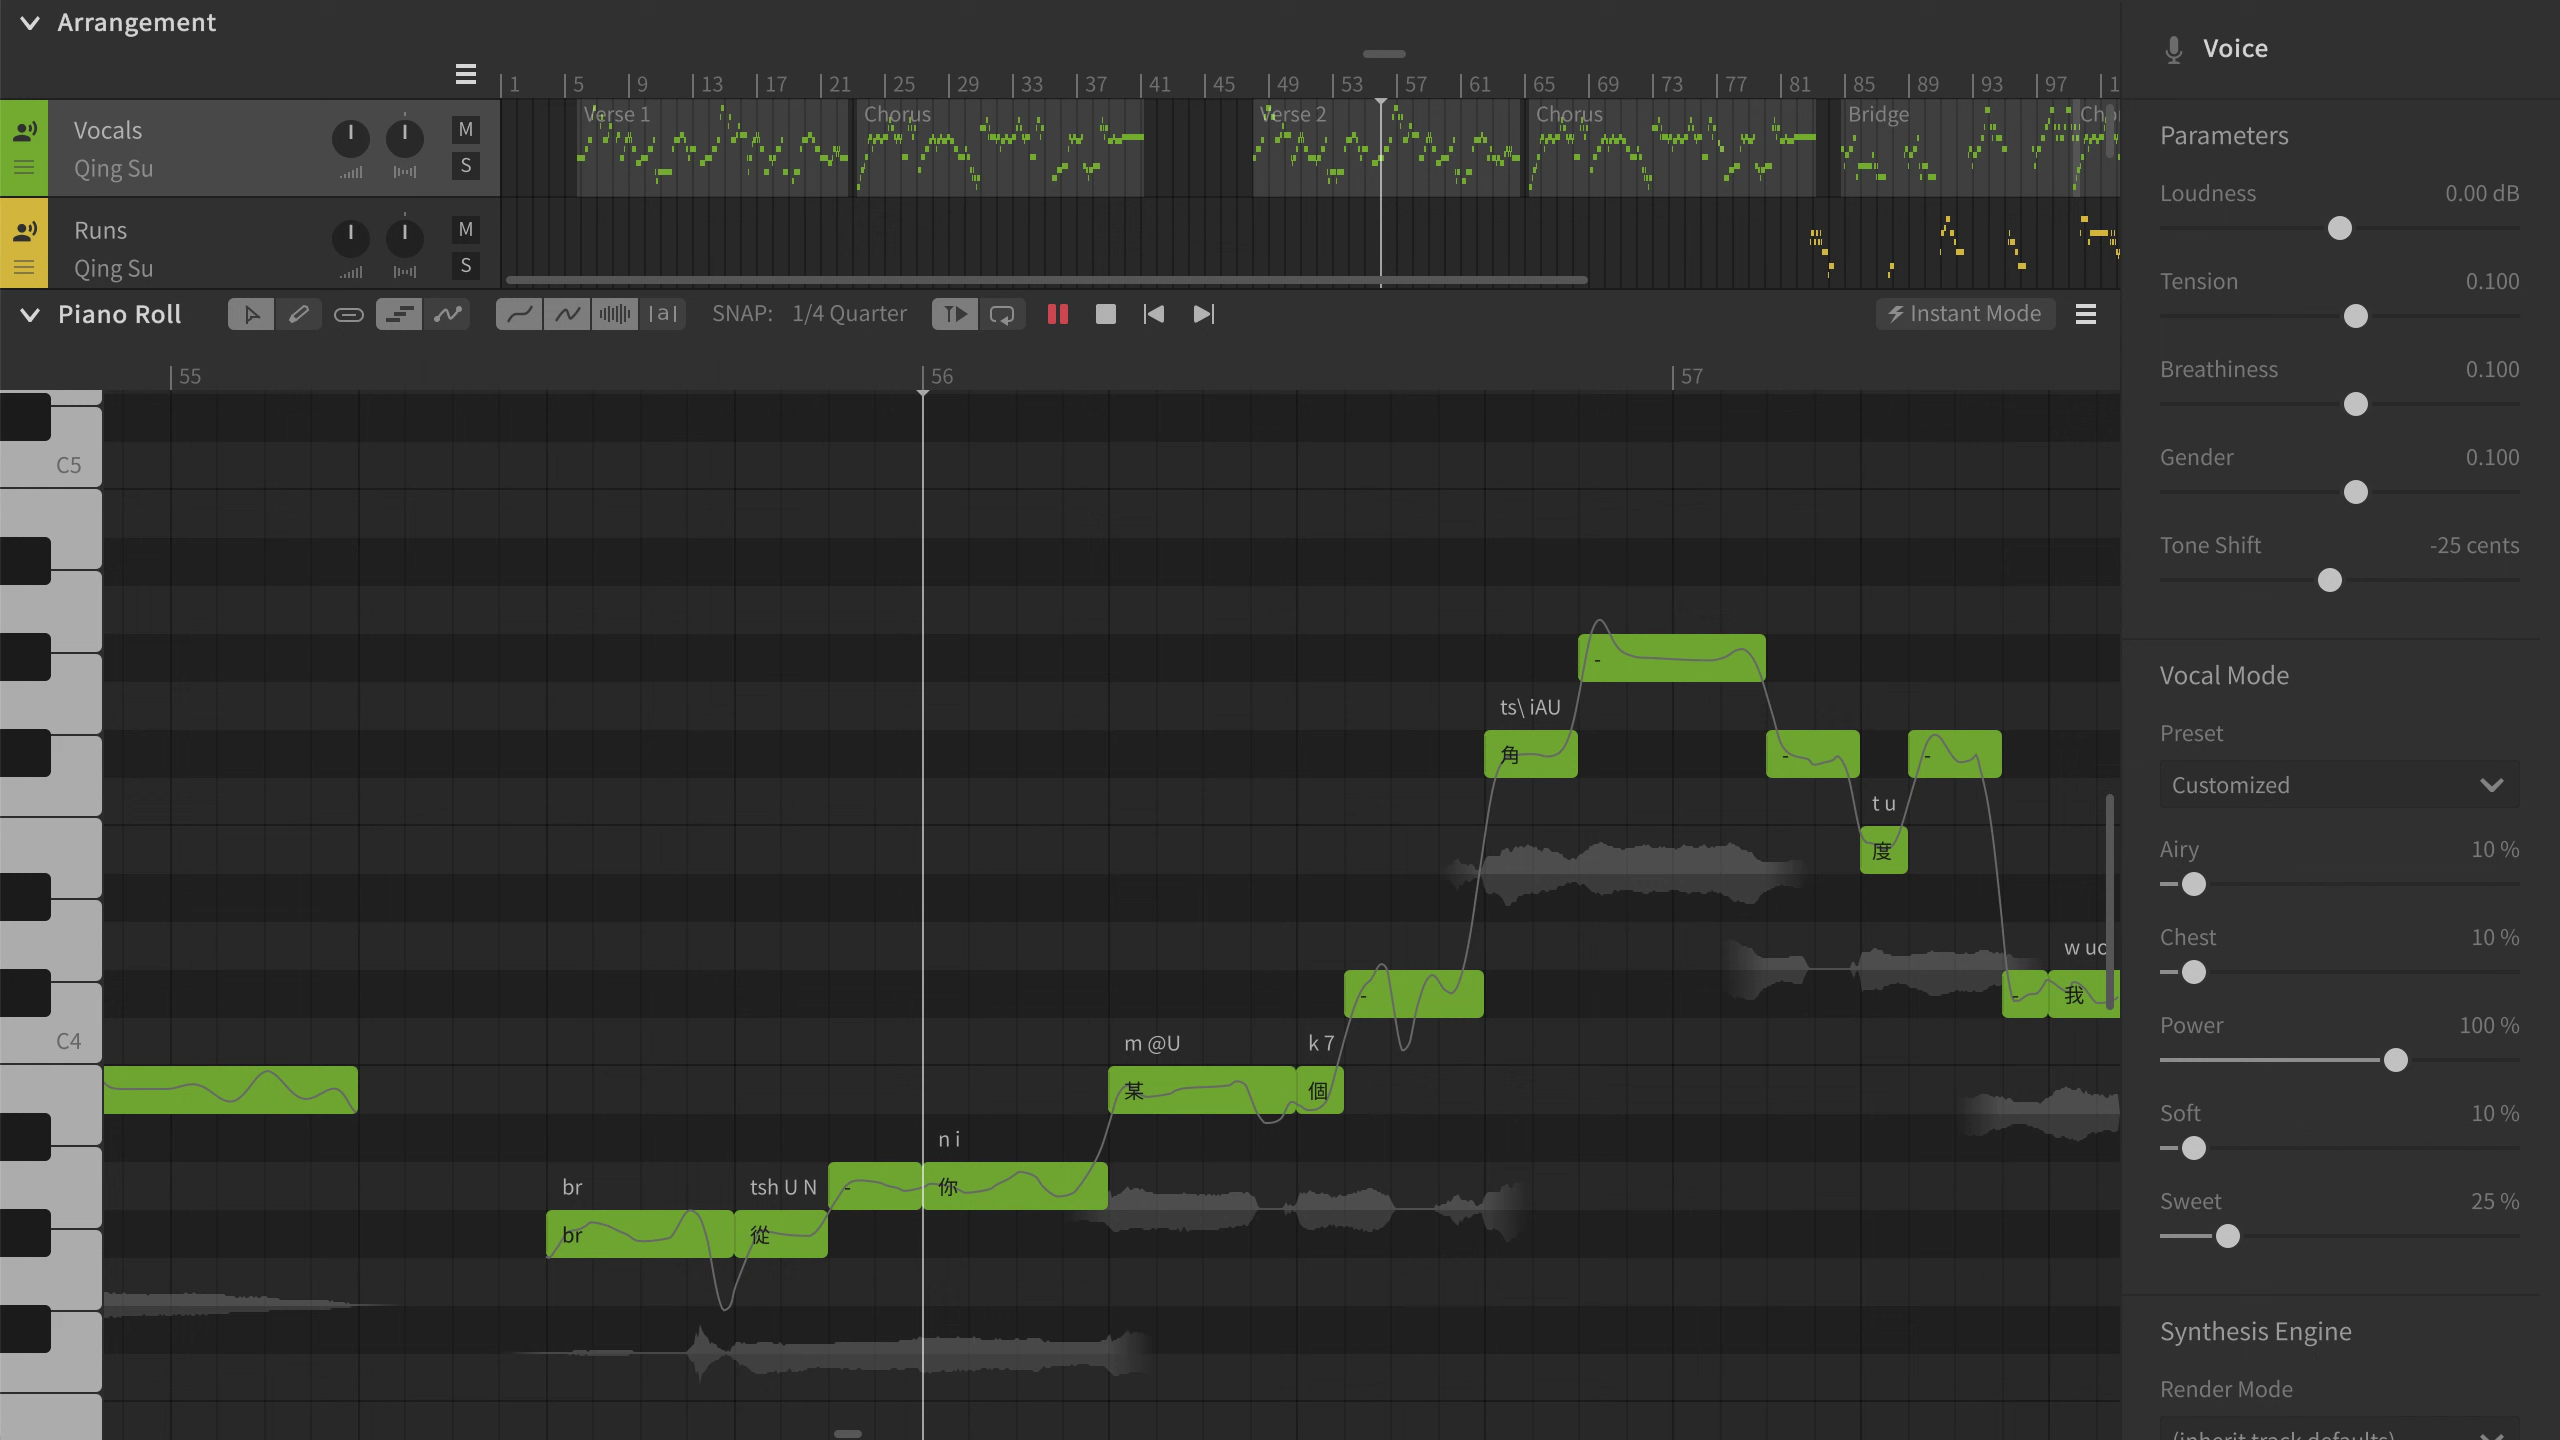 Arrangement
1 5 9 13 17 21 25 29 33 37 41 45 49 53 57 61 65 69 73 77 81 85 89 93 97
Vocals M
Qing Su S
Verse 1 Chorus Verse 2 Chorus Bridge
Runs M
Qing Su S
Piano Roll |a| SNAP: 1/4 Quarter Instant Mode
55 56 57
C5
C4
ts\ iAU
-
角
-
-
t u
度
w uo
-
-
我
m @U
k 7
某
個
n i
br
tsh U N
-
你
br
從
Voice
Parameters
Loudness 0.00 dB
Tension 0.100
Breathiness 0.100
Gender 0.100
Tone Shift -25 cents
Vocal Mode
Preset
Customized
Airy 10 %
Chest 10 %
Power 100 %
Soft 10 %
Sweet 25 %
Synthesis Engine
Render Mode
(inherit track defaults)